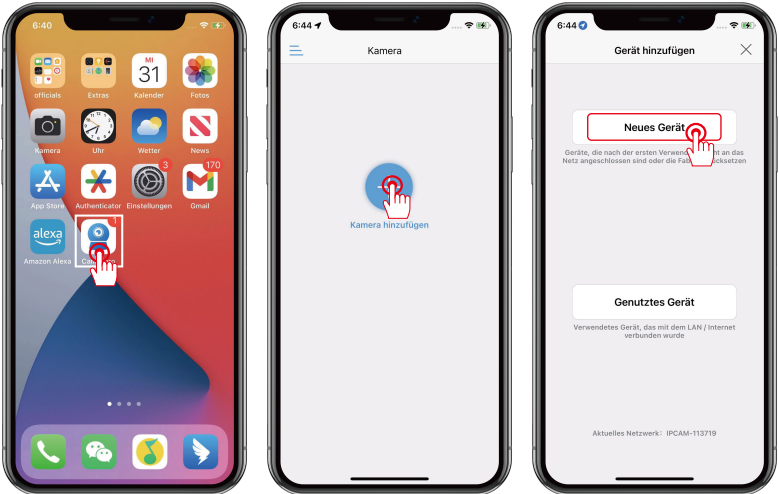 6:40
MI
31
officials
Extras
Kalender
Fotos
Kamera
Uhr
Wetter
News
3
170
App Store
Authenticator
Einstellungen
Gmail
alexa
1
Amazon Alexa
6:44
Kamera
Kamera hinzufügen
6:44
Gerät hinzufügen
Neues Gerät
Geräte, die nach der ersten
an das
Netz angeschlossen sind oder die
Genutztes Gerät
Verwendetes Gerät, das mit dem LAN / Internet
verbunden wurde
Aktuelles Netzwerk: IPCAM-113719